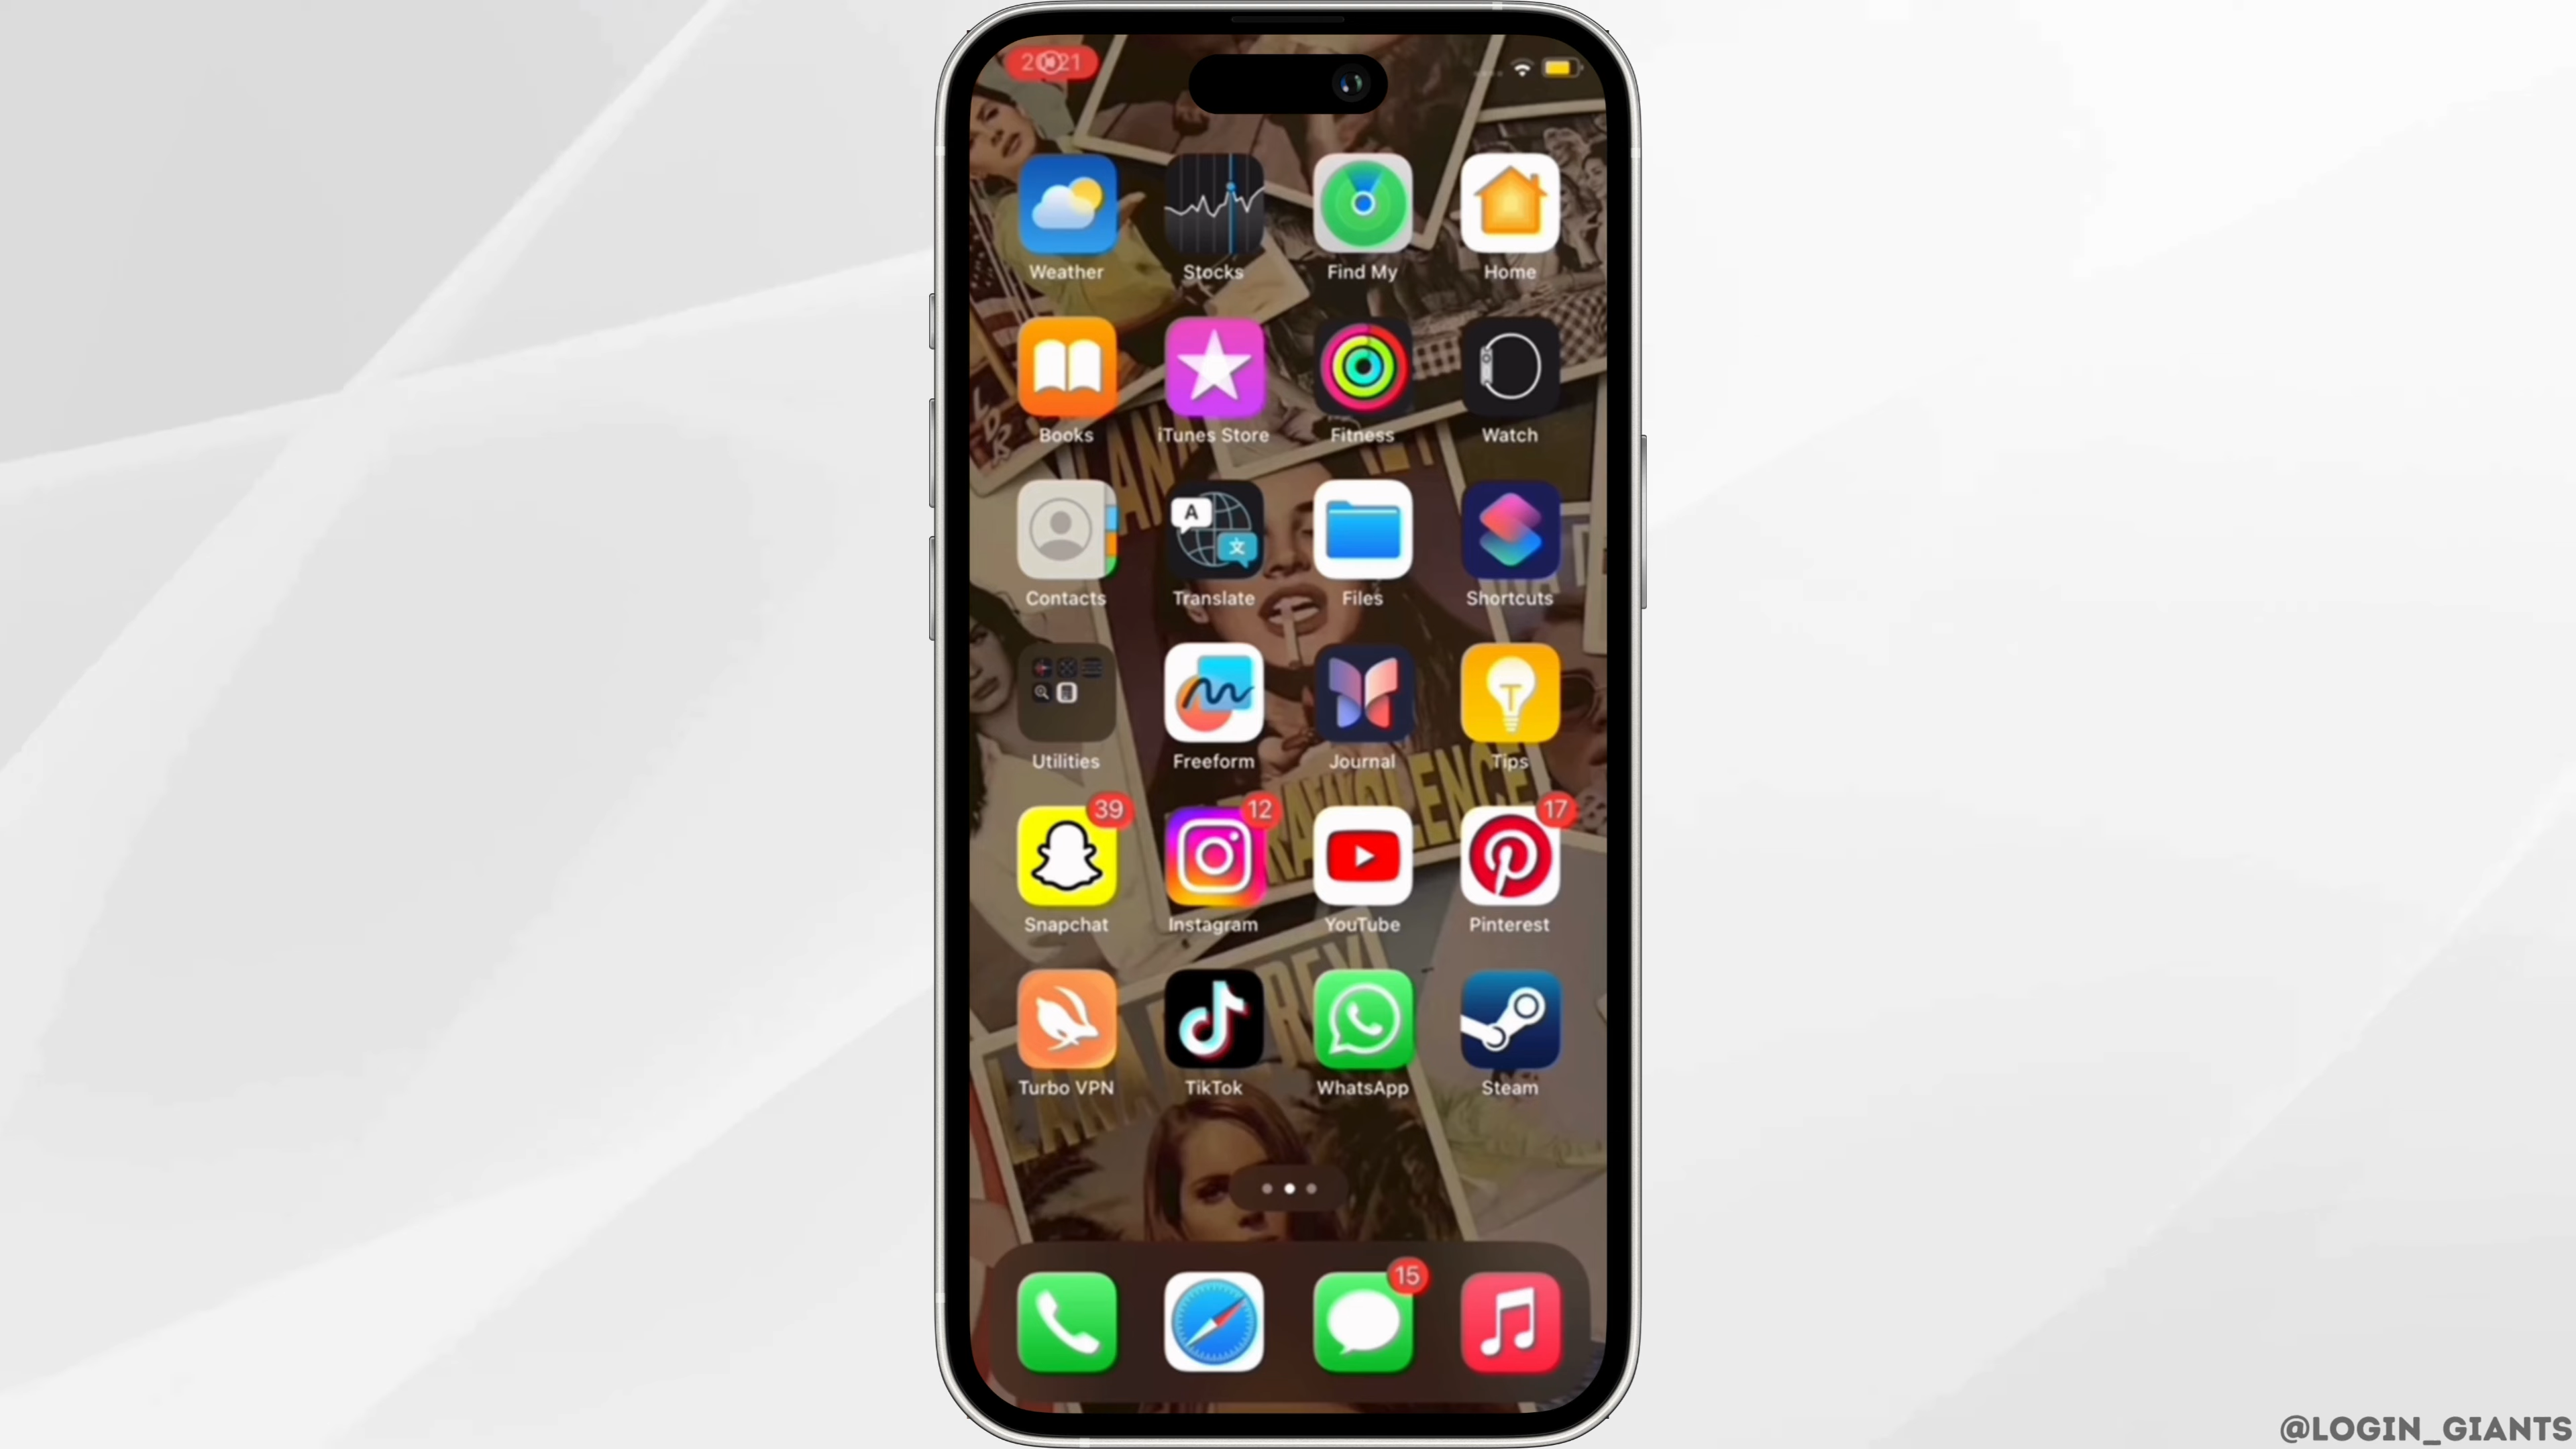 Weather Stocks Find My Home
Books iTunes Store Fitness Watch
A
文
Contacts Translate Files Shortcuts
Utilities Freeform Journal Tips
39 12 17
Snapchat Instagram YouTube Pinterest
Turbo VPN TikTok WhatsApp Steam
15
@LOGIN_GIANTS